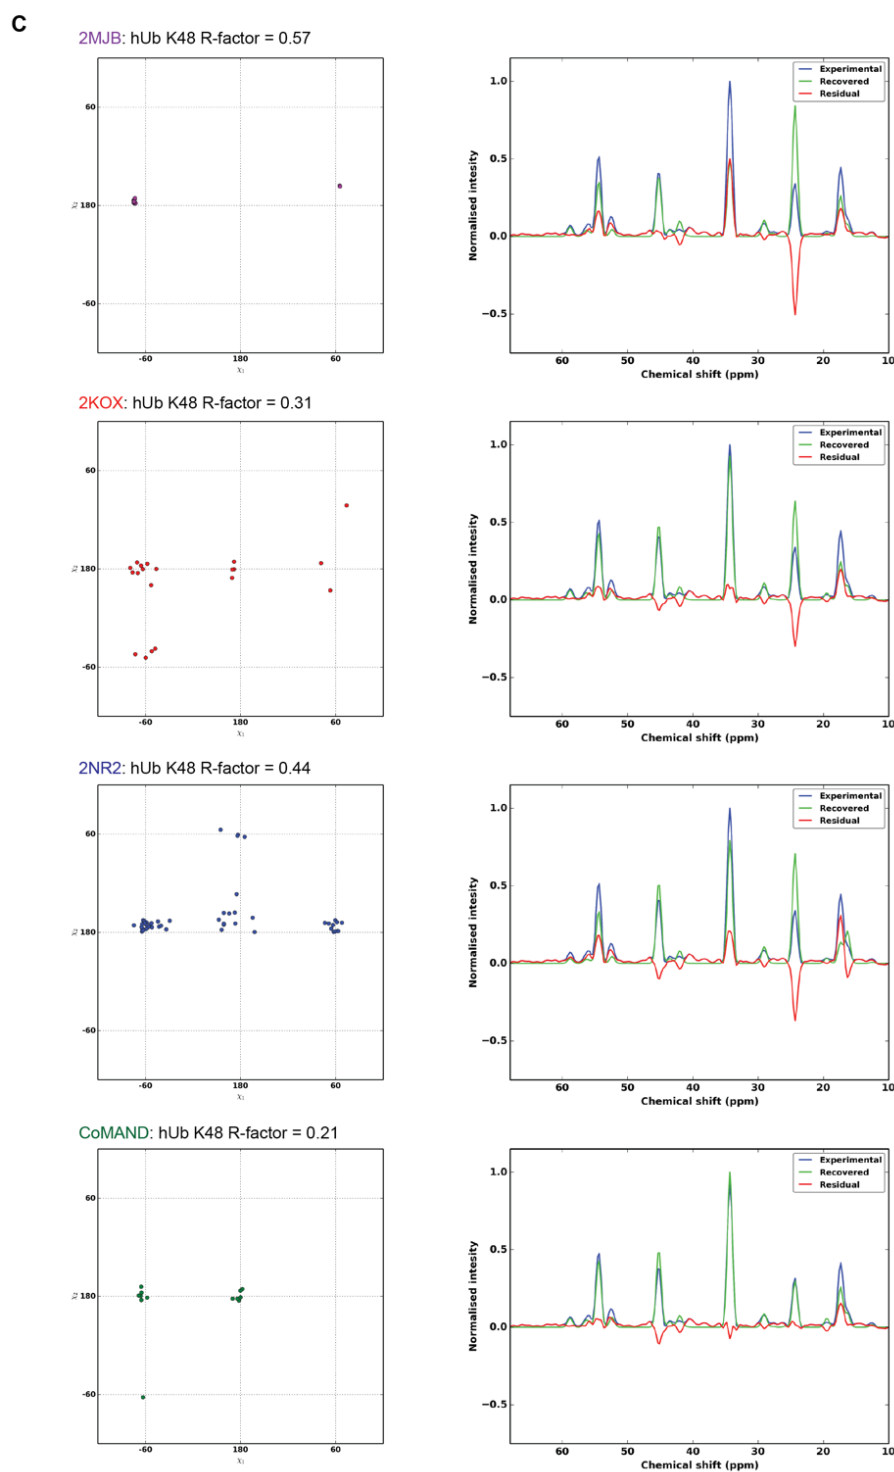 C
2MJB: hUb K48 R-factor = 0.57
60
180
-60
-60 180 60
χ₁
Experimental
Recovered
Residual
1.0
0.5
0.0
−0.5
Normalised intesity
60 50 40 30 20 10
Chemical shift (ppm)
2KOX: hUb K48 R-factor = 0.31
60
180
-60
-60 180 60
χ₁
Experimental
Recovered
Residual
1.0
0.5
0.0
−0.5
Normalised intesity
60 50 40 30 20 10
Chemical shift (ppm)
2NR2: hUb K48 R-factor = 0.44
60
180
-60
-60 180 60
χ₁
Experimental
Recovered
Residual
1.0
0.5
0.0
−0.5
Normalised intesity
60 50 40 30 20 10
Chemical shift (ppm)
CoMAND: hUb K48 R-factor = 0.21
60
180
-60
-60 180 60
χ₁
Experimental
Recovered
Residual
1.0
0.5
0.0
−0.5
Normalised intesity
60 50 40 30 20 10
Chemical shift (ppm)